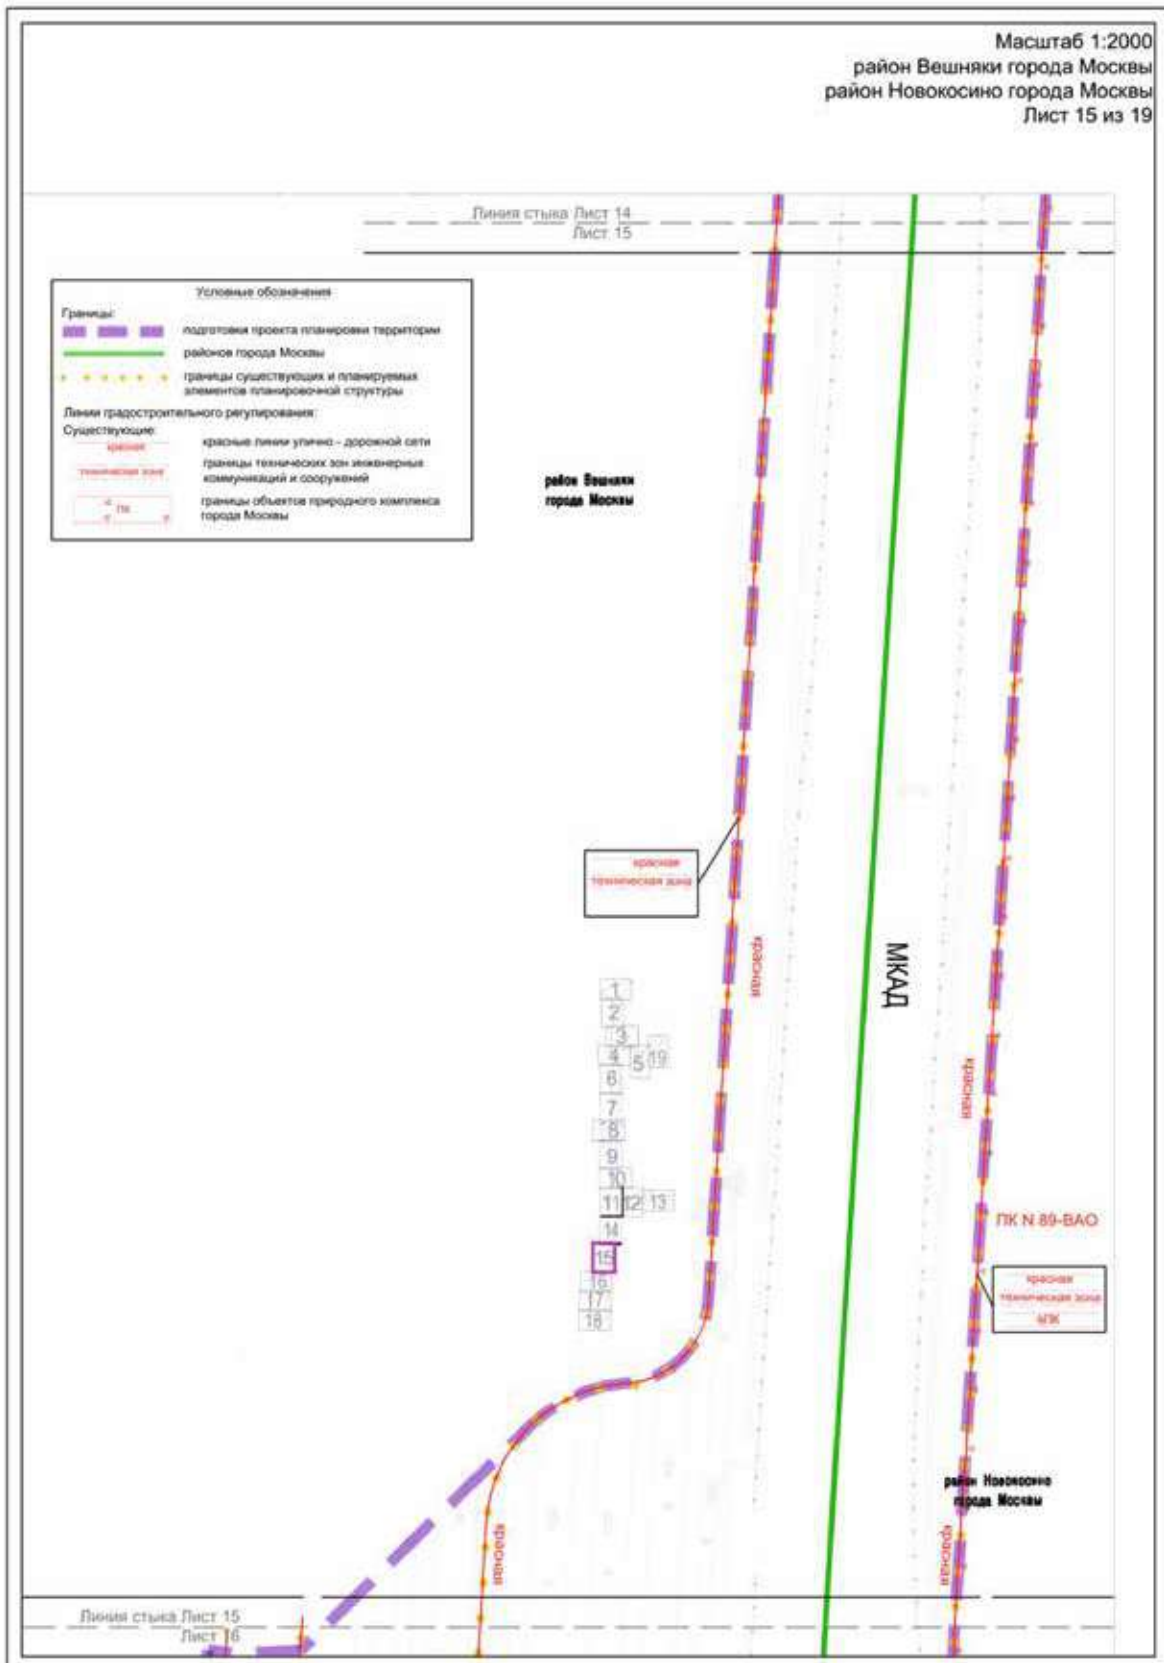 Масштаб 1:2000
район Вешняки города Москвы
район Новокосино города Москвы
Лист 15 из 19
Линия стыка Лист 14
Лист 15
Условные обозначения
Границы:
подготовки проекта планировки территории
районов города Москвы
границы существующих и планируемых
элементов планировочной структуры
Линии градостроительного регулирования:
Существующие:
красная
красные линии улично - дорожной сети
техническая зона
границы технических зон инженерных
коммуникаций и сооружений
ПК
границы объектов природного комплекса
города Москвы
район Вешняки
города Москвы
красная
техническая зона
красная
МКАД
1
2
3
4
5
19
6
7
8
9
10
11
12
13
14
15
16
17
18
красная
ПК N 89-ВАО
красная
техническая зона
район Новокосино
города Москвы
красная
красная
Линия стыка Лист 15
Лист 16